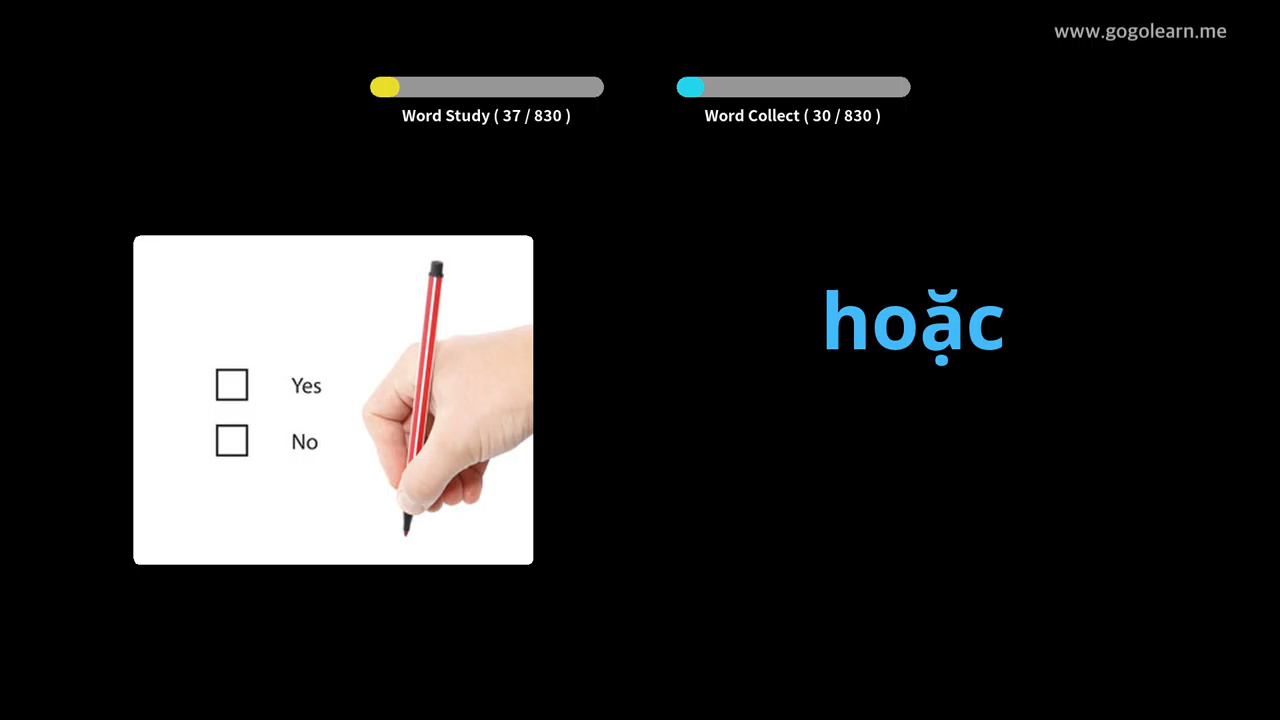 www.gogolearn.me
Word Study ( 37 / 830 )
Word Collect ( 30 / 830 )
hoặc
Yes
No